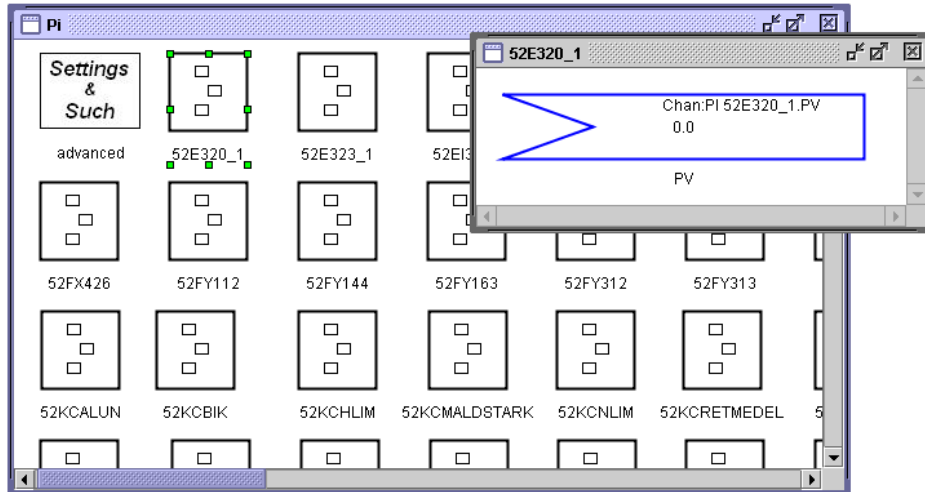 Pi
52E320_1
Settings
&
Such
Chan:PI 52E320_1.PV
0.0
PV
advanced
52E320_1
52E323_1
52EI3
52FX426
52FY112
52FY144
52FY163
52FY312
52FY313
52KCALUN
52KCBIK
52KCHLIM
52KCMALDSTARK
52KCNLIM
52KCRETMEDEL
5